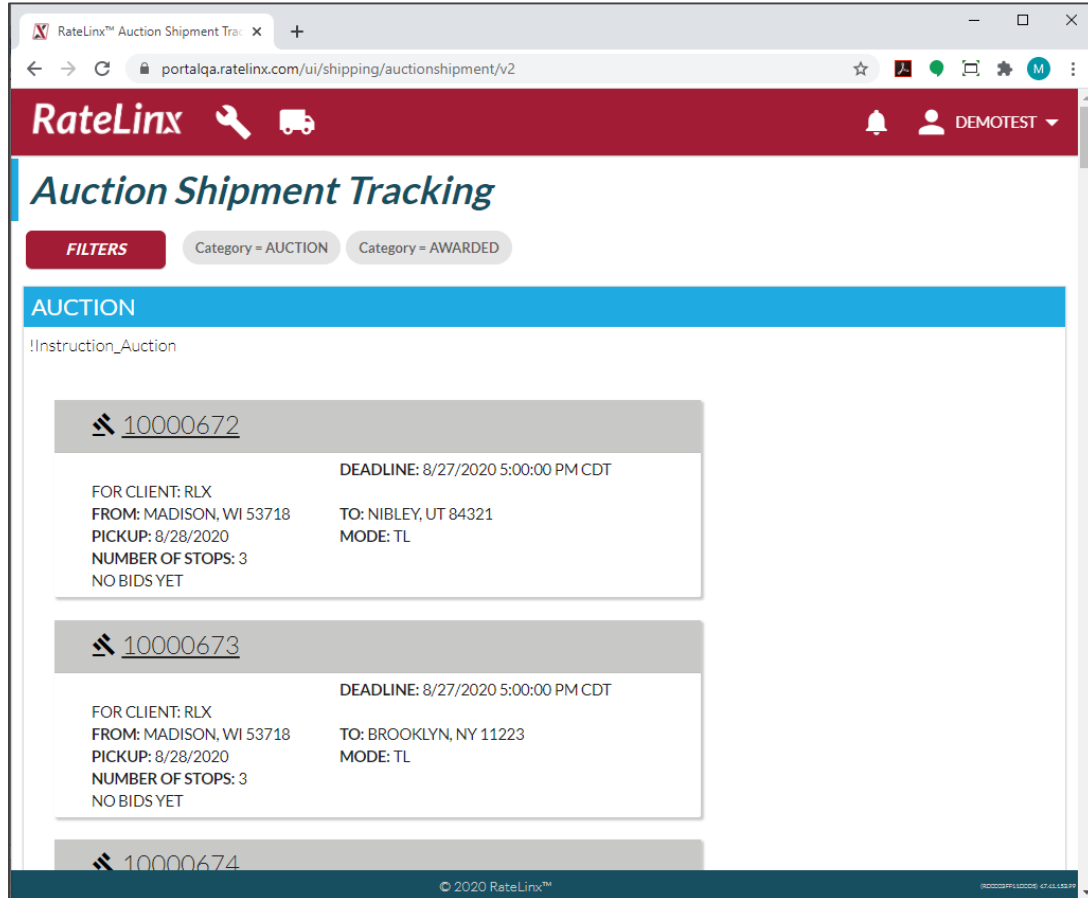 RateLinx™ Auction Shipment Trac
portalqa.ratelinx.com/ui/shipping/auctionshipment/v2
M
RateLinx
DEMOTEST
Auction Shipment Tracking
FILTERS Category = AUCTION Category = AWARDED
AUCTION
!Instruction_Auction
10000672
DEADLINE: 8/27/2020 5:00:00 PM CDT
FOR CLIENT: RLX
FROM: MADISON, WI 53718 TO: NIBLEY, UT 84321
PICKUP: 8/28/2020 MODE: TL
NUMBER OF STOPS: 3
NO BIDS YET
10000673
DEADLINE: 8/27/2020 5:00:00 PM CDT
FOR CLIENT: RLX
FROM: MADISON, WI 53718 TO: BROOKLYN, NY 11223
PICKUP: 8/28/2020 MODE: TL
NUMBER OF STOPS: 3
NO BIDS YET
10000674
© 2020 RateLinx™